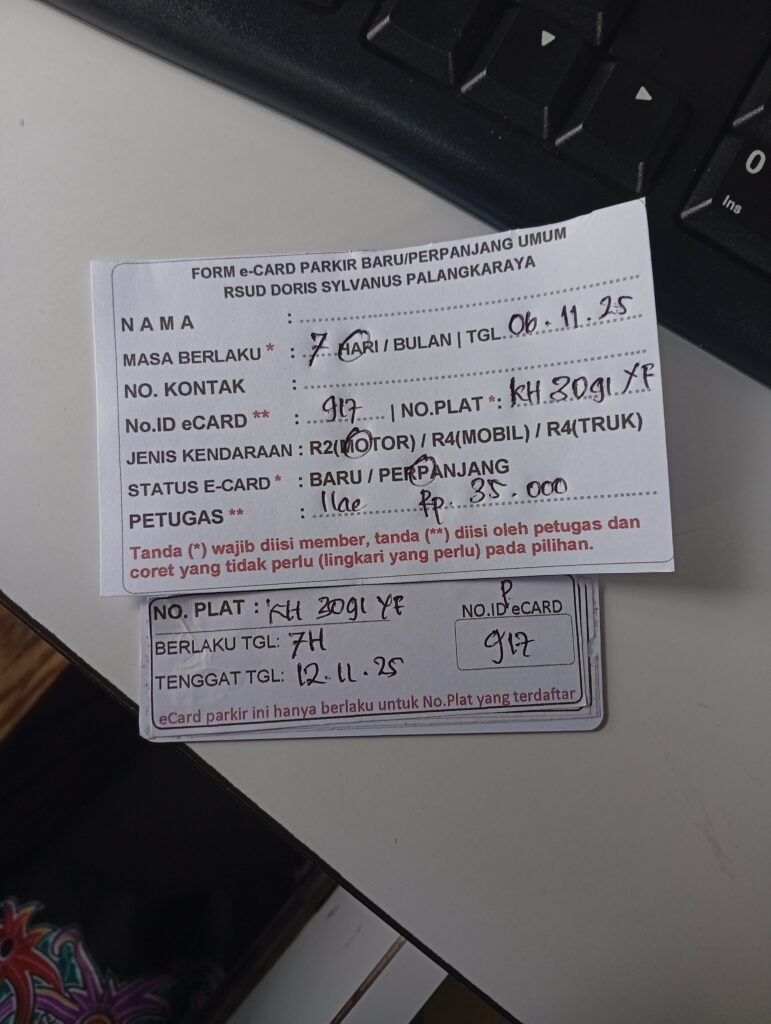 0
Ins
FORM e-CARD PARKIR BARU/PERPANJANG UMUM
RSUD DORIS SYLVANUS PALANGKARAYA
NAMA :
MASA BERLAKU * : 7 HARI / BULAN | TGL 06.11.25
NO. KONTAK :
No.ID eCARD ** : 917 | NO.PLAT *: KH 3091 YF
JENIS KENDARAAN : R2(MOTOR) / R4(MOBIL) / R4(TRUK)
STATUS E-CARD * : BARU / PERPANJANG
PETUGAS ** : Rp. 35.000
Tanda (*) wajib diisi member, tanda (**) diisi oleh petugas dan
coret yang tidak perlu (lingkari yang perlu) pada pilihan.
P
NO. PLAT : KH 3091 YF NO.ID eCARD
BERLAKU TGL: 7H 917
TENGGAT TGL: 12.11.25
eCard parkir ini hanya berlaku untuk No.Plat yang terdaftar